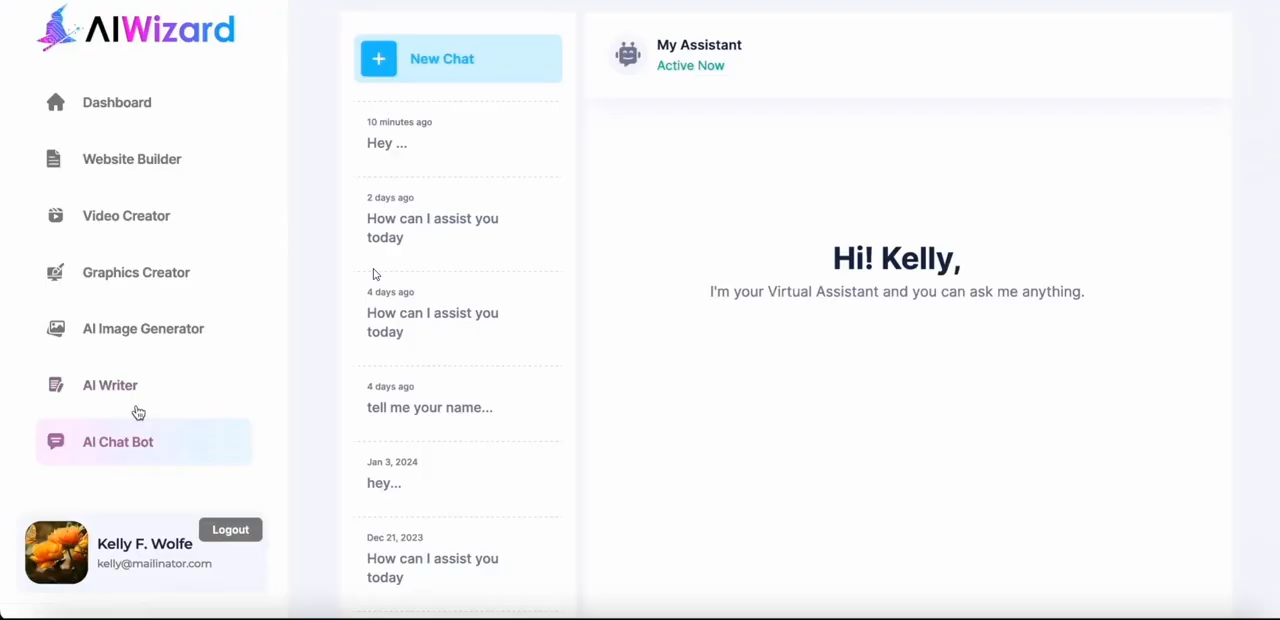 AIWizard
Dashboard
Website Builder
Video Creator
Graphics Creator
AI Image Generator
AI Writer
AI Chat Bot
Logout
Kelly F. Wolfe
kelly@mailinator.com
+ New Chat
10 minutes ago
Hey ...
2 days ago
How can I assist you
today
4 days ago
How can I assist you
today
4 days ago
tell me your name...
Jan 3, 2024
hey...
Dec 21, 2023
How can I assist you
today
My Assistant
Active Now
Hi! Kelly,
I'm your Virtual Assistant and you can ask me anything.